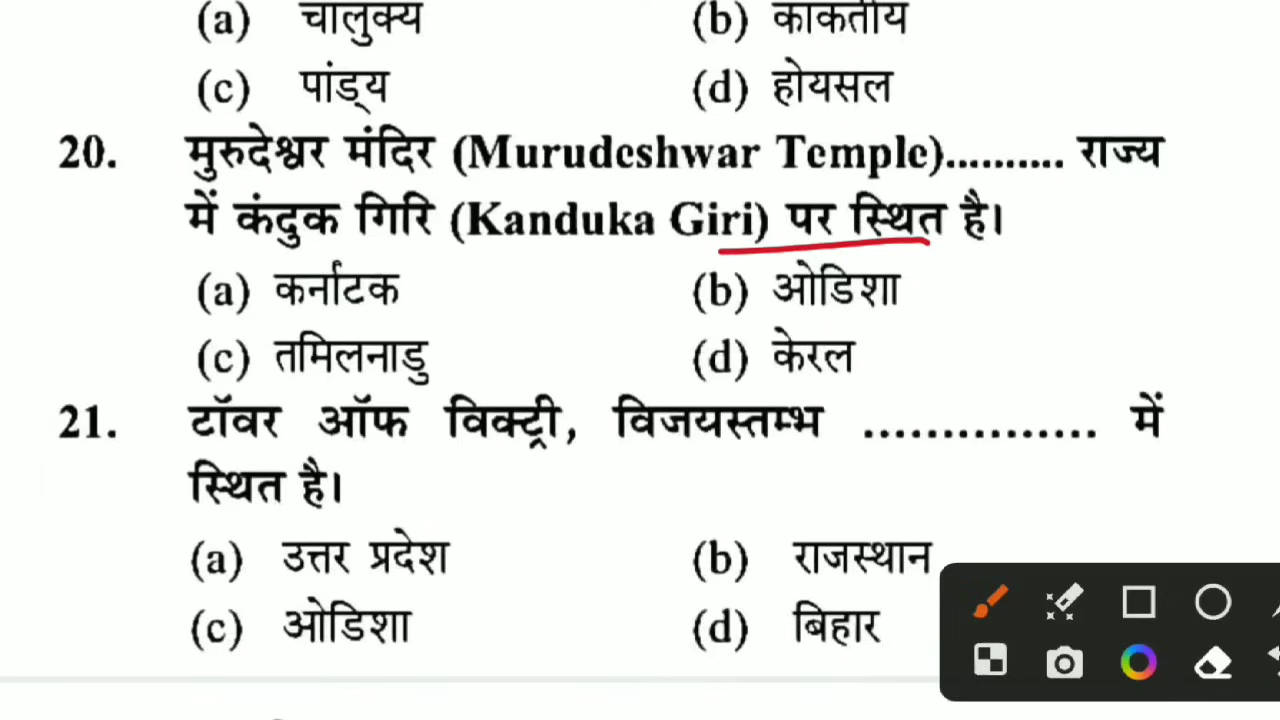 (a) चालुक्य (b) काकतीय
(c) पांड्य (d) होयसल
20. मुरुदेश्वर मंदिर (Murudeshwar Temple).......... राज्य
में कंदुक गिरि (Kanduka Giri) पर स्थित है।
(a) कर्नाटक (b) ओडिशा
(c) तमिलनाडु (d) केरल
21. टॉवर ऑफ विक्ट्री, विजयस्तम्भ ............... में
स्थित है।
(a) उत्तर प्रदेश (b) राजस्थान
(c) ओडिशा (d) बिहार